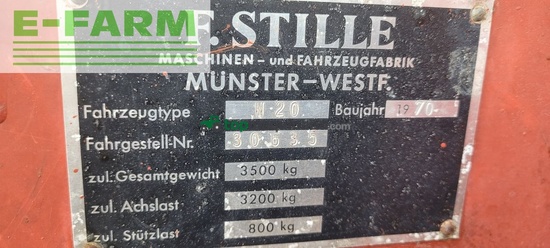 E-FARM
F. STILLE
MASCHINEN - und FAHRZEUGFABRIK
MÜNSTER-WESTF.
Fahrzeugtype Baujahr 1970
Fahrgestell-Nr.
zul. Gesamtgewicht 3500 kg
zul. Achslast 3200 kg
zul. Stützlast 800 kg